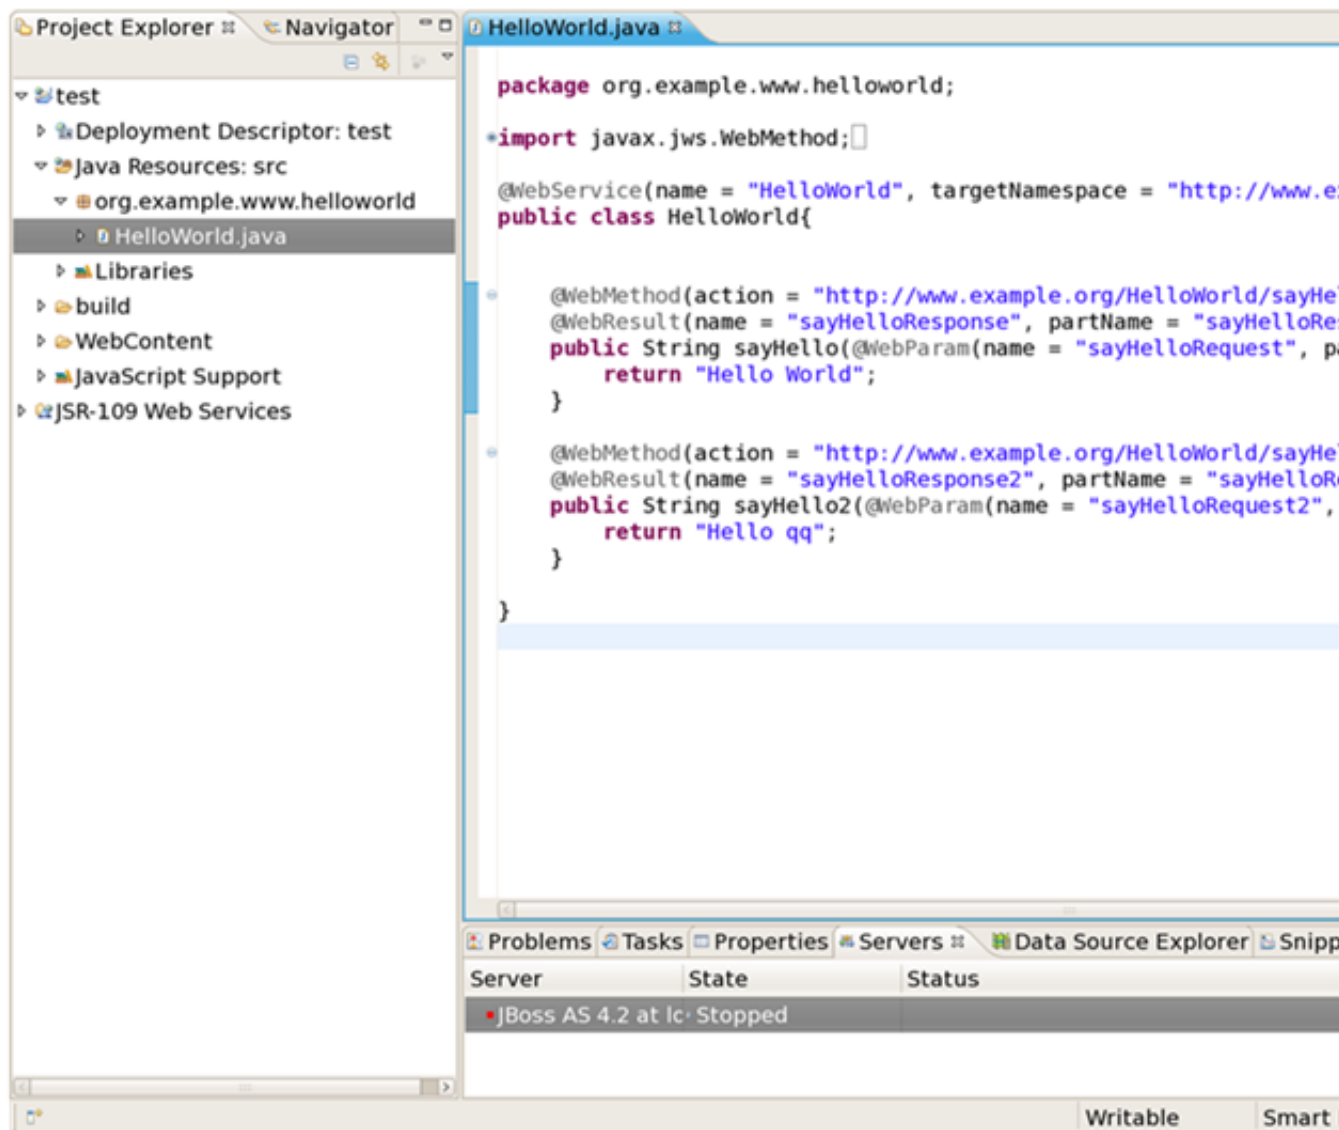 Project Explorer
Navigator
test
Deployment Descriptor: test
Java Resources: src
org.example.www.helloworld
HelloWorld.java
Libraries
build
WebContent
JavaScript Support
JSR-109 Web Services
HelloWorld.java
package org.example.www.helloworld;
import javax.jws.WebMethod;
@WebService(name = "HelloWorld", targetNamespace = "http://www.e
public class HelloWorld{
@WebMethod(action = "http://www.example.org/HelloWorld/sayHe
@WebResult(name = "sayHelloResponse", partName = "sayHelloRe
public String sayHello(@WebParam(name = "sayHelloRequest", pa
return "Hello World";
}
@WebMethod(action = "http://www.example.org/HelloWorld/sayHe
@WebResult(name = "sayHelloResponse2", partName = "sayHelloR
public String sayHello2(@WebParam(name = "sayHelloRequest2",
return "Hello qq";
}
}
Problems Tasks Properties Servers Data Source Explorer Snipp
Server State Status
JBoss AS 4.2 at lc Stopped
Writable Smart